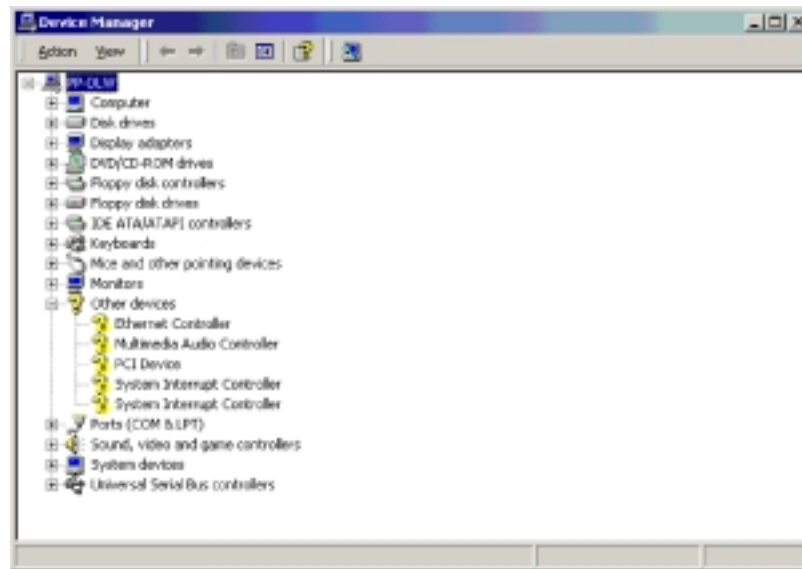 Device Manager
Action View
Computer
Disk drives
Display adapters
DVD/CD-ROM drives
Floppy disk controllers
Floppy disk drives
IDE ATA/ATAPI controllers
Keyboards
Mice and other pointing devices
Monitors
Other devices
Ethernet Controller
Multimedia Audio Controller
PCI Device
System Interrupt Controller
System Interrupt Controller
Ports (COM & LPT)
Sound, video and game controllers
System devices
Universal Serial Bus controllers